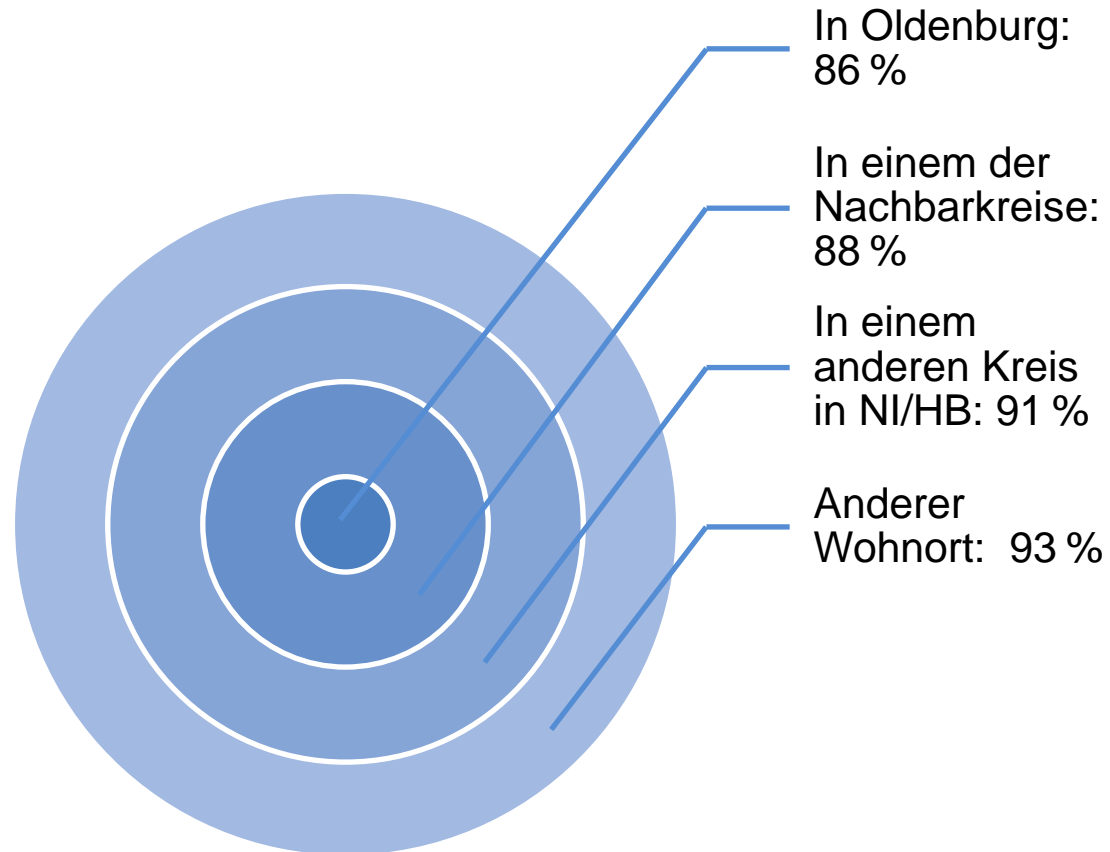 In Oldenburg:
86 %
In einem der
Nachbarkreise:
88 %
In einem
anderen Kreis
in NI/HB: 91 %
Anderer
Wohnort:  93 %